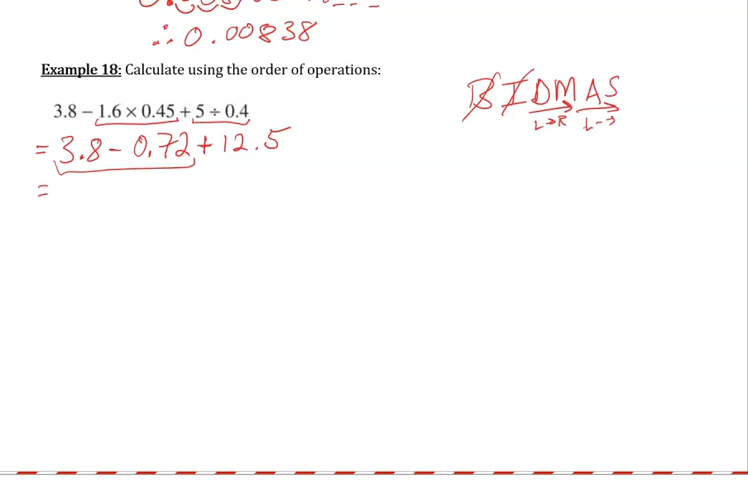 ∴ 0.00838
Example 18: Calculate using the order of operations:
BIDMAS
L→R L→
3.8 – 1.6 × 0.45 + 5 ÷ 0.4
= 3.8 - 0.72 + 12.5
=